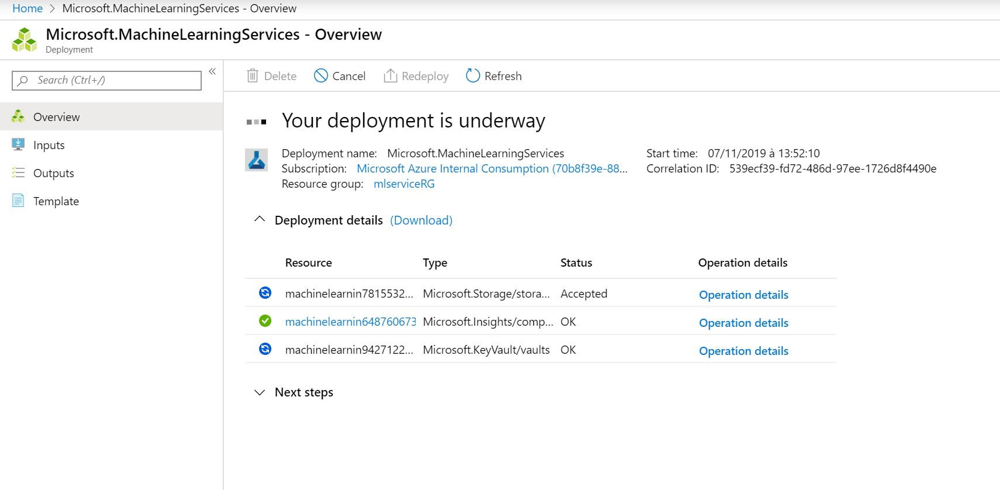 Home > Microsoft.MachineLearningServices - Overview
Microsoft.MachineLearningServices - Overview
Deployment
Search (Ctrl+/)
«
Overview
Inputs
Outputs
Template
Delete Cancel Redeploy Refresh
Your deployment is underway
Deployment name: Microsoft.MachineLearningServices
Subscription: Microsoft Azure Internal Consumption (70b8f39e-88...
Resource group: mlserviceRG
Start time: 07/11/2019 à 13:52:10
Correlation ID: 539ecf39-fd72-486d-97ee-1726d8f4490e
Deployment details (Download)
Resource Type Status Operation details
machinelearnin7815532... Microsoft.Storage/stora... Accepted Operation details
machinelearnin648760673 Microsoft.Insights/comp... OK Operation details
machinelearnin9427122... Microsoft.KeyVault/vaults OK Operation details
Next steps